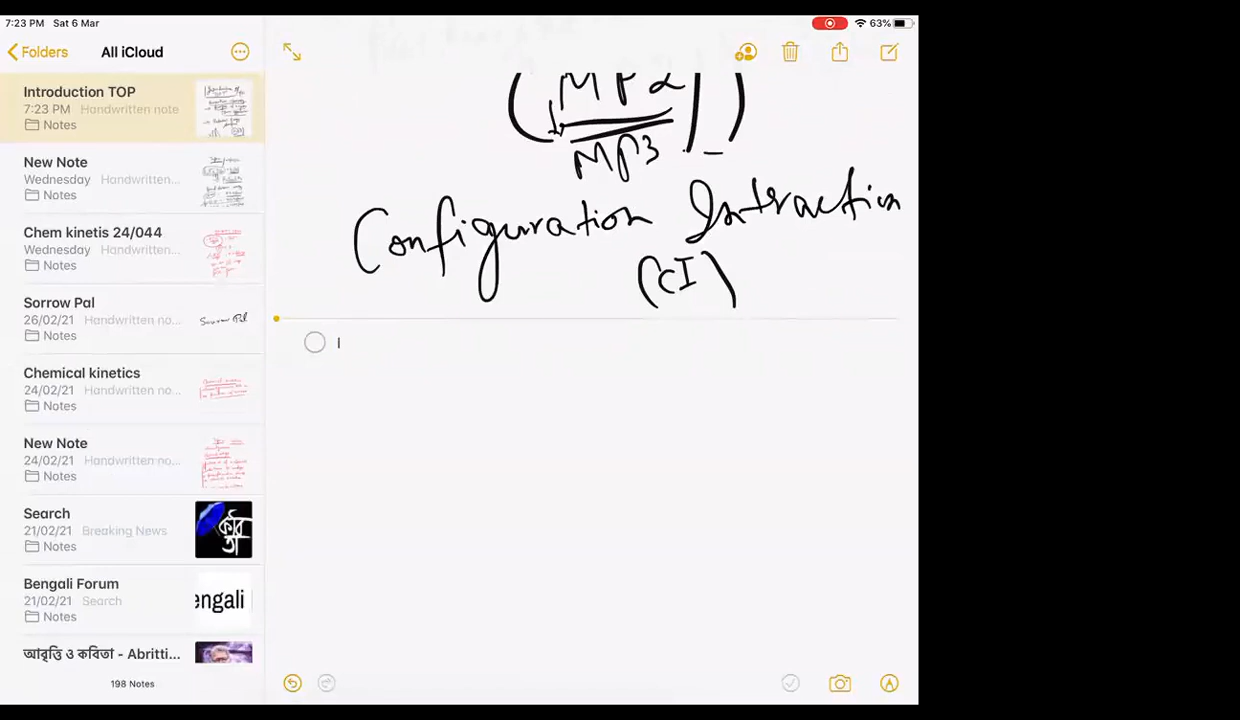 7:23 PM Sat 6 Mar
63%
Folders
All iCloud
Introduction TOP
7:23 PM Handwritten note
Notes
New Note
Wednesday Handwritten...
Notes
Chem kinetis 24/044
Wednesday Handwritten...
Notes
Sorrow Pal
26/02/21 Handwritten no...
Notes
Chemical kinetics
24/02/21 Handwritten no...
Notes
New Note
24/02/21 Handwritten no...
Notes
Search
21/02/21 Breaking News
Notes
কবি
তা
Bengali Forum
21/02/21 Search
Notes
engali
আবৃত্তি ও কবিতা - Abritti...
198 Notes
(MP2)
MP3
Configuration Intraction
(CI)